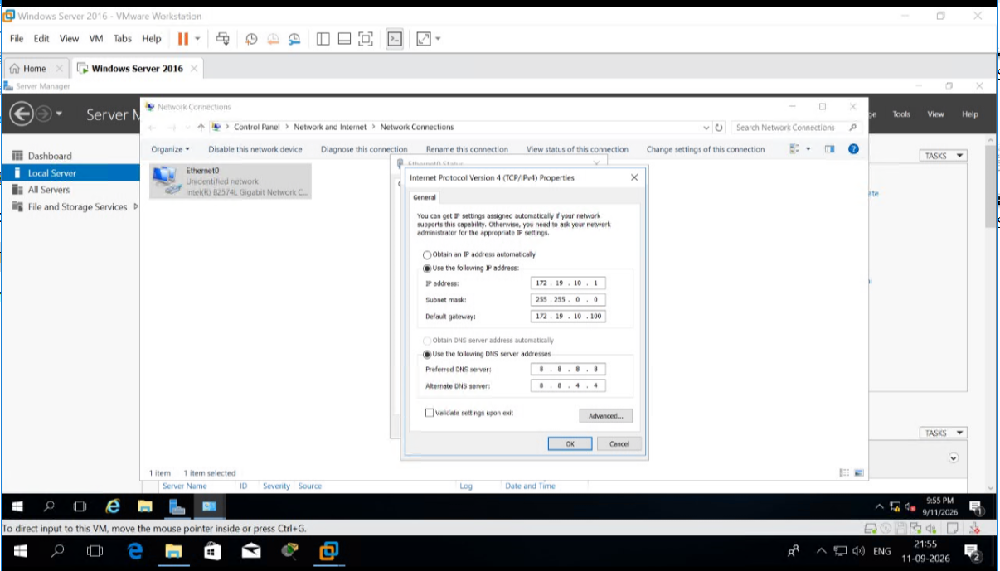 Windows Server 2016 - VMware Workstation
File Edit View VM Tabs Help
Home
Windows Server 2016
Server Manager
Server
Network Connections
Tools View Help
Control Panel > Network and Internet > Network Connections
Search Network Connections
Organize
Disable this network device
Diagnose this connection
Rename this connection
View status of this connection
Change settings of this connection
Dashboard
Local Server
All Servers
File and Storage Services
Ethernet0
Unidentified network
Intel(R) 82574L Gigabit Network C...
TASKS
Ethernet0 Status
Internet Protocol Version 4 (TCP/IPv4) Properties
General
You can get IP settings assigned automatically if your network
supports this capability. Otherwise, you need to ask your network
administrator for the appropriate IP settings.
Obtain an IP address automatically
Use the following IP address:
IP address: 172 . 19 . 10 . 1
Subnet mask: 255 . 255 . 0 . 0
Default gateway: 172 . 19 . 10 . 100
Obtain DNS server address automatically
Use the following DNS server addresses
Preferred DNS server: 8 . 8 . 8 . 8
Alternate DNS server: 8 . 8 . 4 . 4
Validate settings upon exit
Advanced...
OK
Cancel
TASKS
1 item 1 item selected
Server Name ID Severity Source Log Date and Time
9:55 PM
9/11/2026
1
To direct input to this VM, move the mouse pointer inside or press Ctrl+G.
ENG
21:55
11-09-2026
2